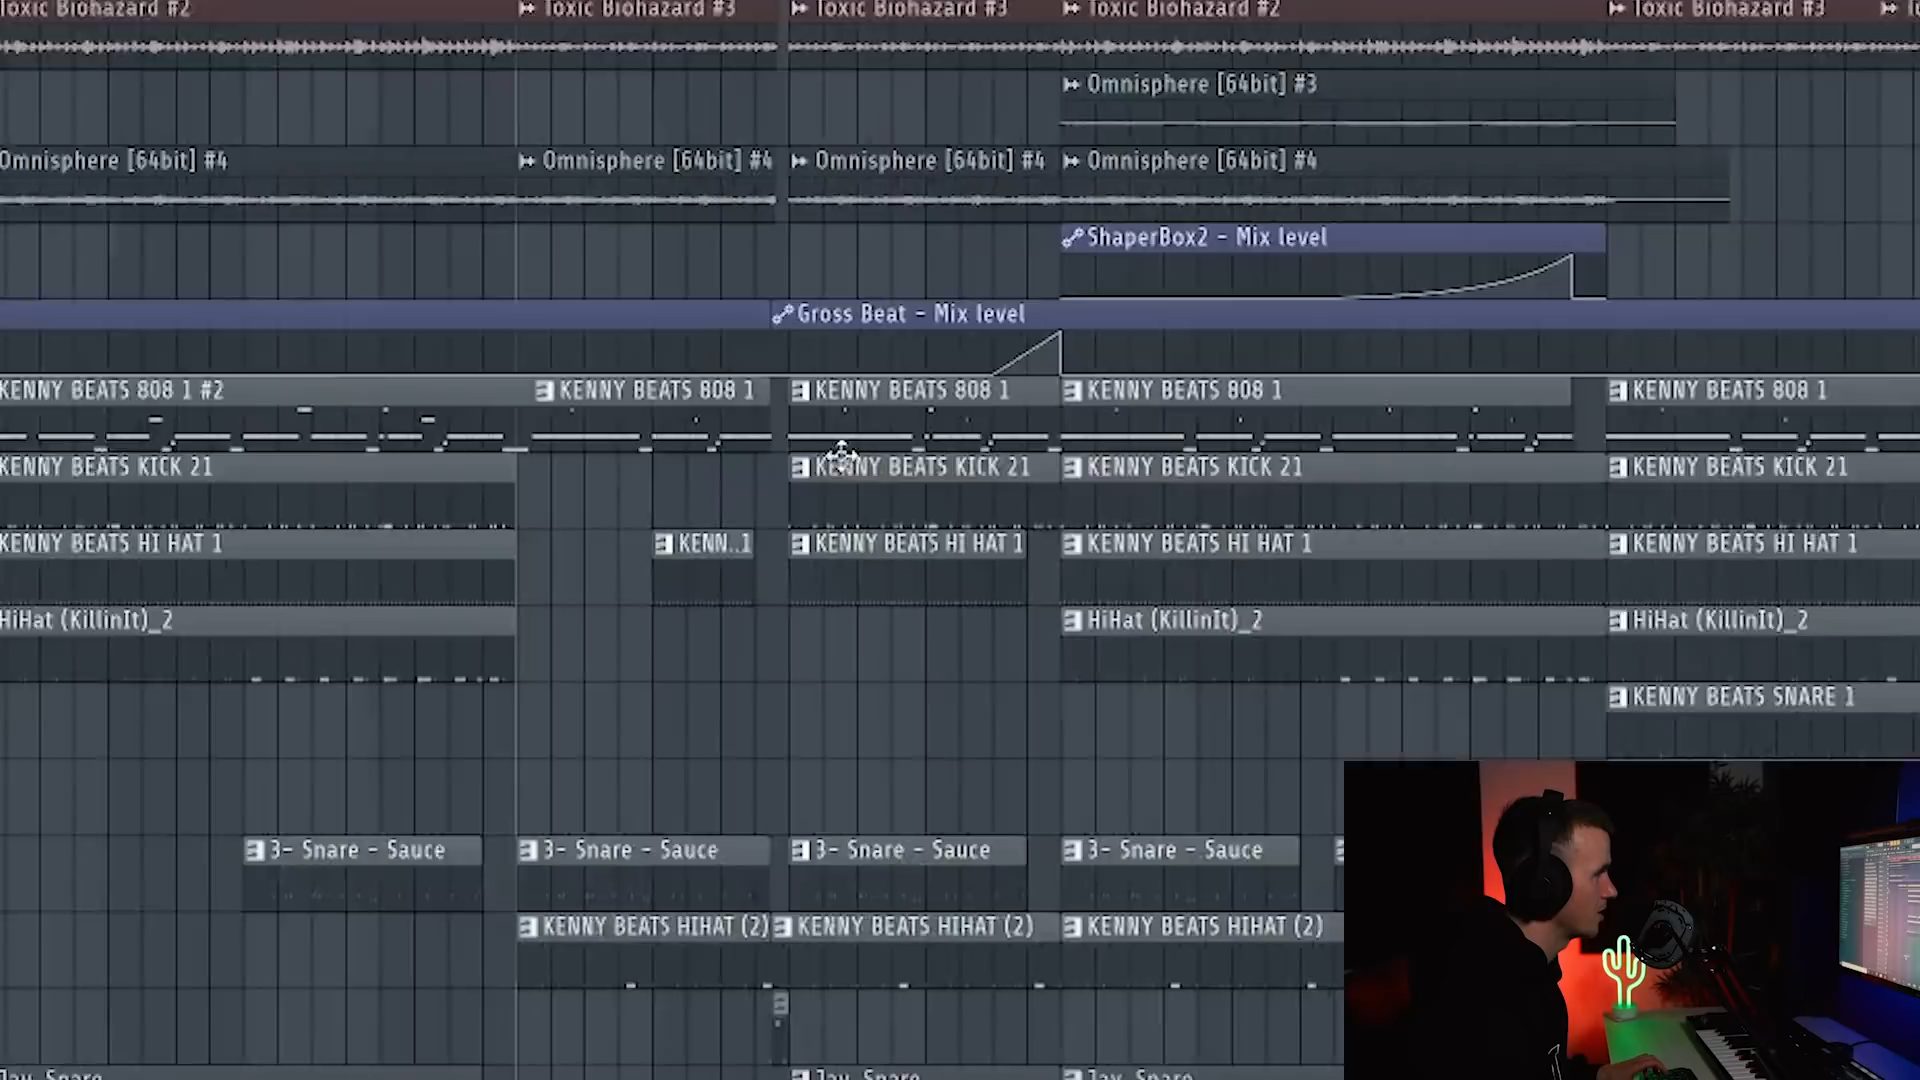 Toxic Biohazard #2 Toxic Biohazard #3 Toxic Biohazard #3 Toxic Biohazard #2 Toxic Biohazard #3
Omnisphere [64bit] #3
Omnisphere [64bit] #4 Omnisphere [64bit] #4 Omnisphere [64bit] #4 Omnisphere [64bit] #4
ShaperBox2 - Mix level
Gross Beat - Mix level
KENNY BEATS 808 1 #2 KENNY BEATS 808 1 KENNY BEATS 808 1 KENNY BEATS 808 1 KENNY BEATS 808 1
KENNY BEATS KICK 21 KENNY BEATS KICK 21 KENNY BEATS KICK 21 KENNY BEATS KICK 21
KENNY BEATS HI HAT 1 KENN..1 KENNY BEATS HI HAT 1 KENNY BEATS HI HAT 1 KENNY BEATS HI HAT 1
HiHat (KillinIt)_2 HiHat (KillinIt)_2 HiHat (KillinIt)_2
KENNY BEATS SNARE 1
3- Snare - Sauce 3- Snare - Sauce 3- Snare - Sauce 3- Snare - Sauce
KENNY BEATS HIHAT (2) KENNY BEATS HIHAT (2) KENNY BEATS HIHAT (2)
Snare Snare Snare